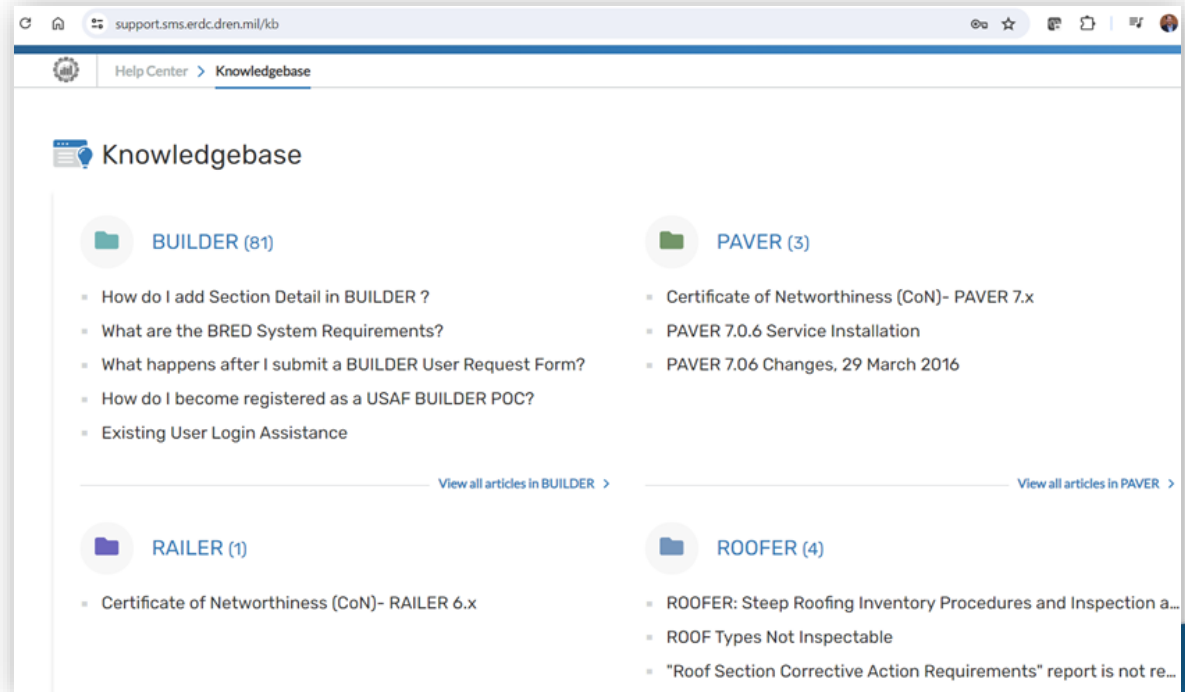 support.sms.erdc.dren.mil/kb
Help Center > Knowledgebase
Knowledgebase
BUILDER (81)
How do I add Section Detail in BUILDER ?
What are the BRED System Requirements?
What happens after I submit a BUILDER User Request Form?
How do I become registered as a USAF BUILDER POC?
Existing User Login Assistance
View all articles in BUILDER >
PAVER (3)
Certificate of Networthiness (CoN)- PAVER 7.x
PAVER 7.0.6 Service Installation
PAVER 7.06 Changes, 29 March 2016
View all articles in PAVER >
RAILER (1)
Certificate of Networthiness (CoN)- RAILER 6.x
ROOFER (4)
ROOFER: Steep Roofing Inventory Procedures and Inspection a...
ROOF Types Not Inspectable
"Roof Section Corrective Action Requirements" report is not re...